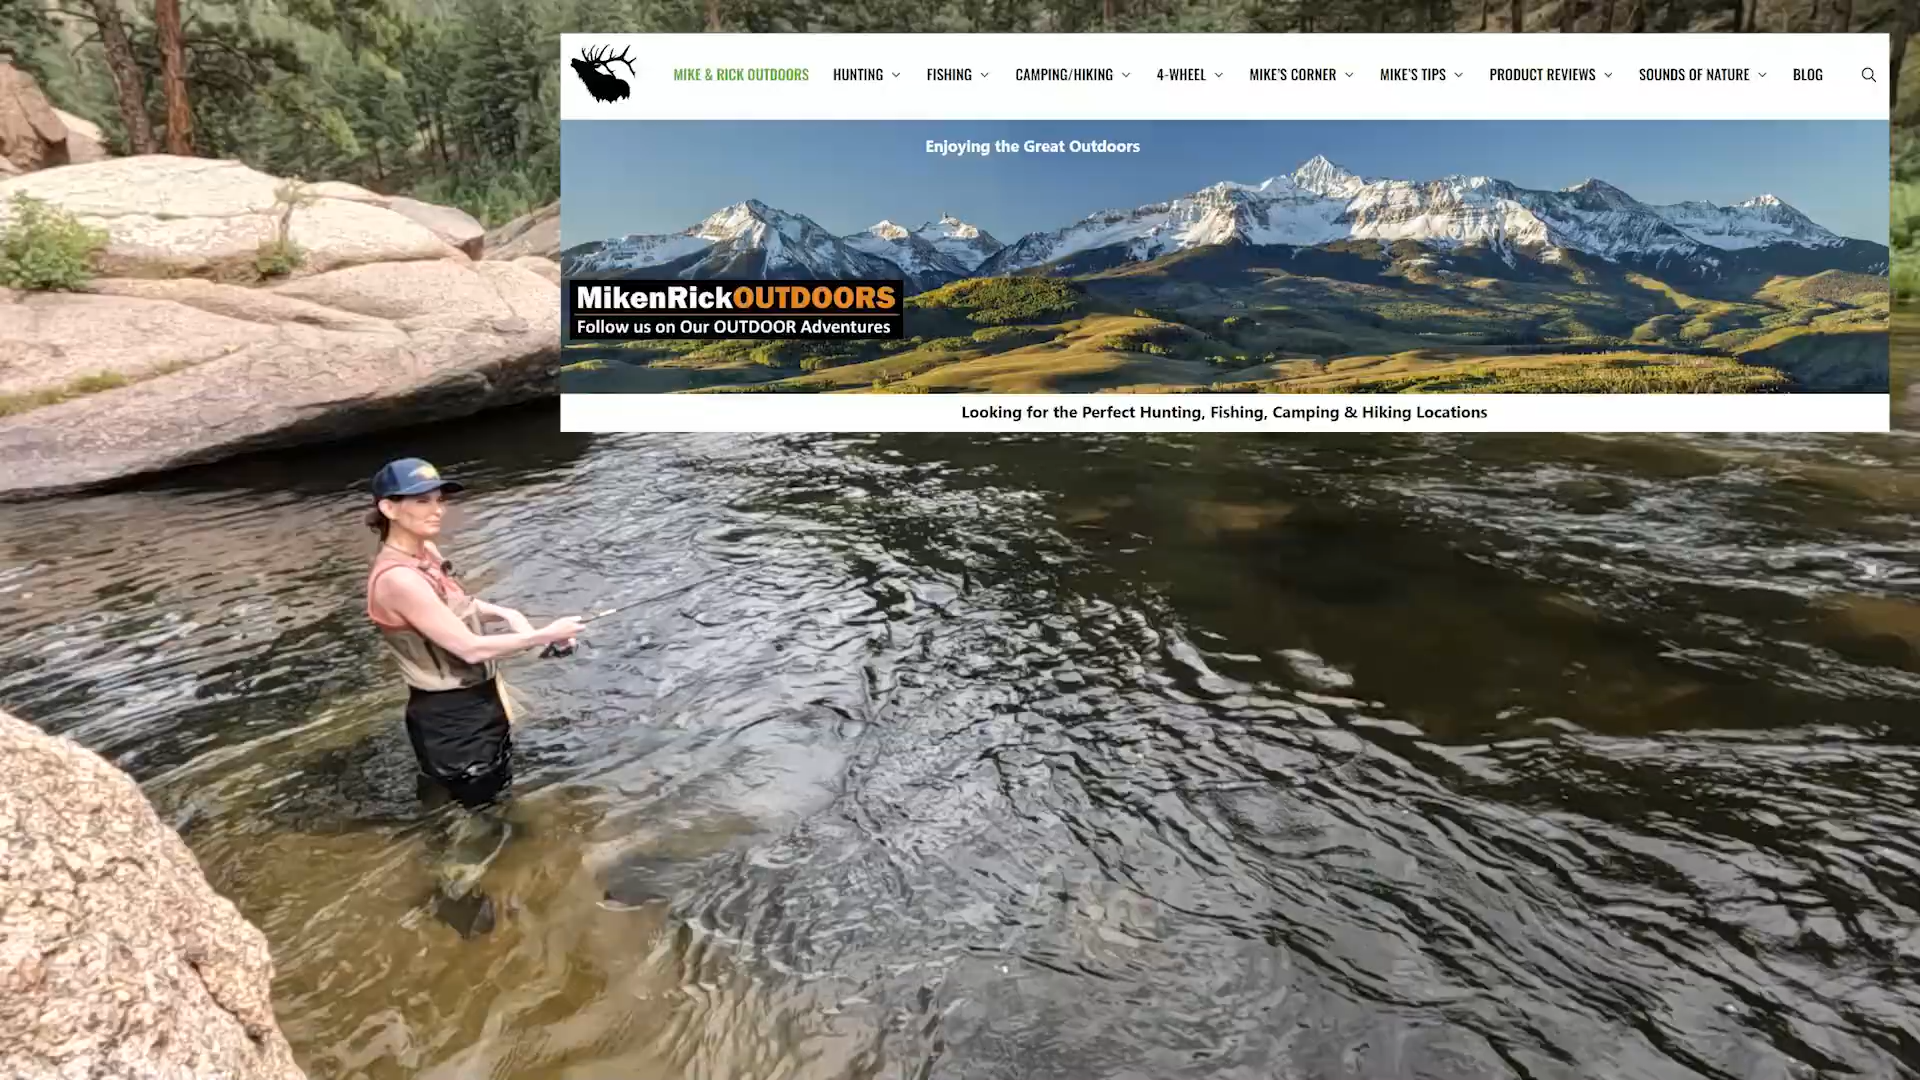 MIKE & RICK OUTDOORS HUNTING FISHING CAMPING/HIKING 4-WHEEL MIKE'S CORNER MIKE'S TIPS PRODUCT REVIEWS SOUNDS OF NATURE BLOG
Enjoying the Great Outdoors
MikenRickOUTDOORS
Follow us on Our OUTDOOR Adventures
Looking for the Perfect Hunting, Fishing, Camping & Hiking Locations